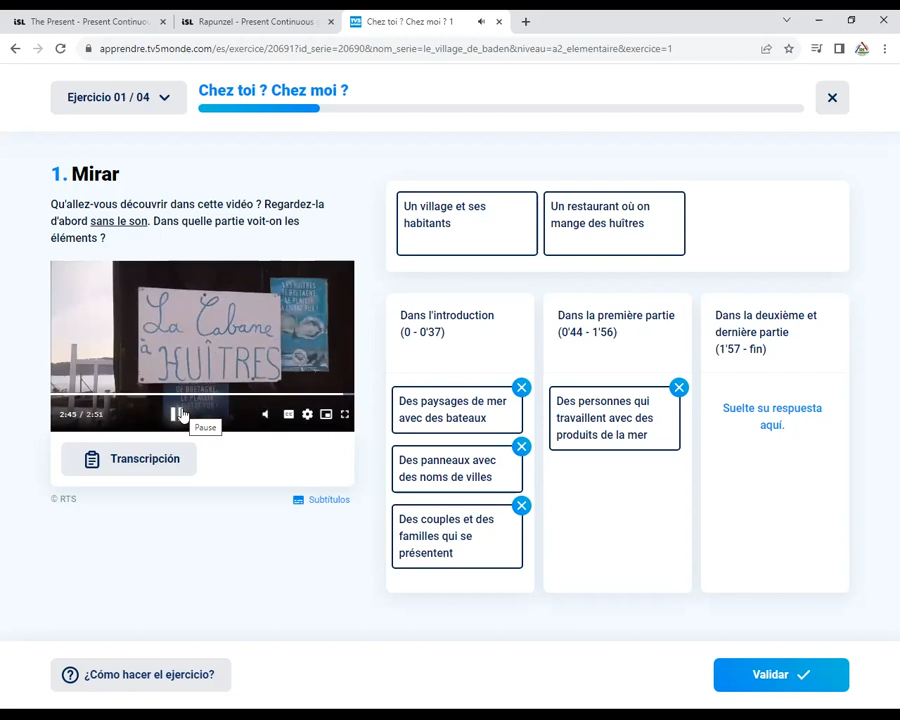 The Present - Present Continuou
Rapunzel - Present Continuous
Chez toi ? Chez moi ? 1
apprendre.tv5monde.com/es/exercice/20691?id_serie=20690&nom_serie=le_village_de_baden&niveau=a2_elementaire&exercice=1
Ejercicio 01 / 04
Chez toi ? Chez moi ?
1. Mirar
Qu'allez-vous découvrir dans cette vidéo ? Regardez-la
d'abord sans le son. Dans quelle partie voit-on les
éléments ?
La Cabane
à HUÎTRES
DE BRETAGNE,
LE PLAISIR
2:45 / 2:51
Pause
Transcripción
© RTS
Subtítulos
Un village et ses
habitants
Un restaurant où on
mange des huîtres
Dans l'introduction
(0 - 0'37)
Des paysages de mer
avec des bateaux
Des panneaux avec
des noms de villes
Des couples et des
familles qui se
présentent
Dans la première partie
(0'44 - 1'56)
Des personnes qui
travaillent avec des
produits de la mer
Dans la deuxième et
dernière partie
(1'57 - fin)
Suelte su respuesta
aquí.
¿Cómo hacer el ejercicio?
Validar